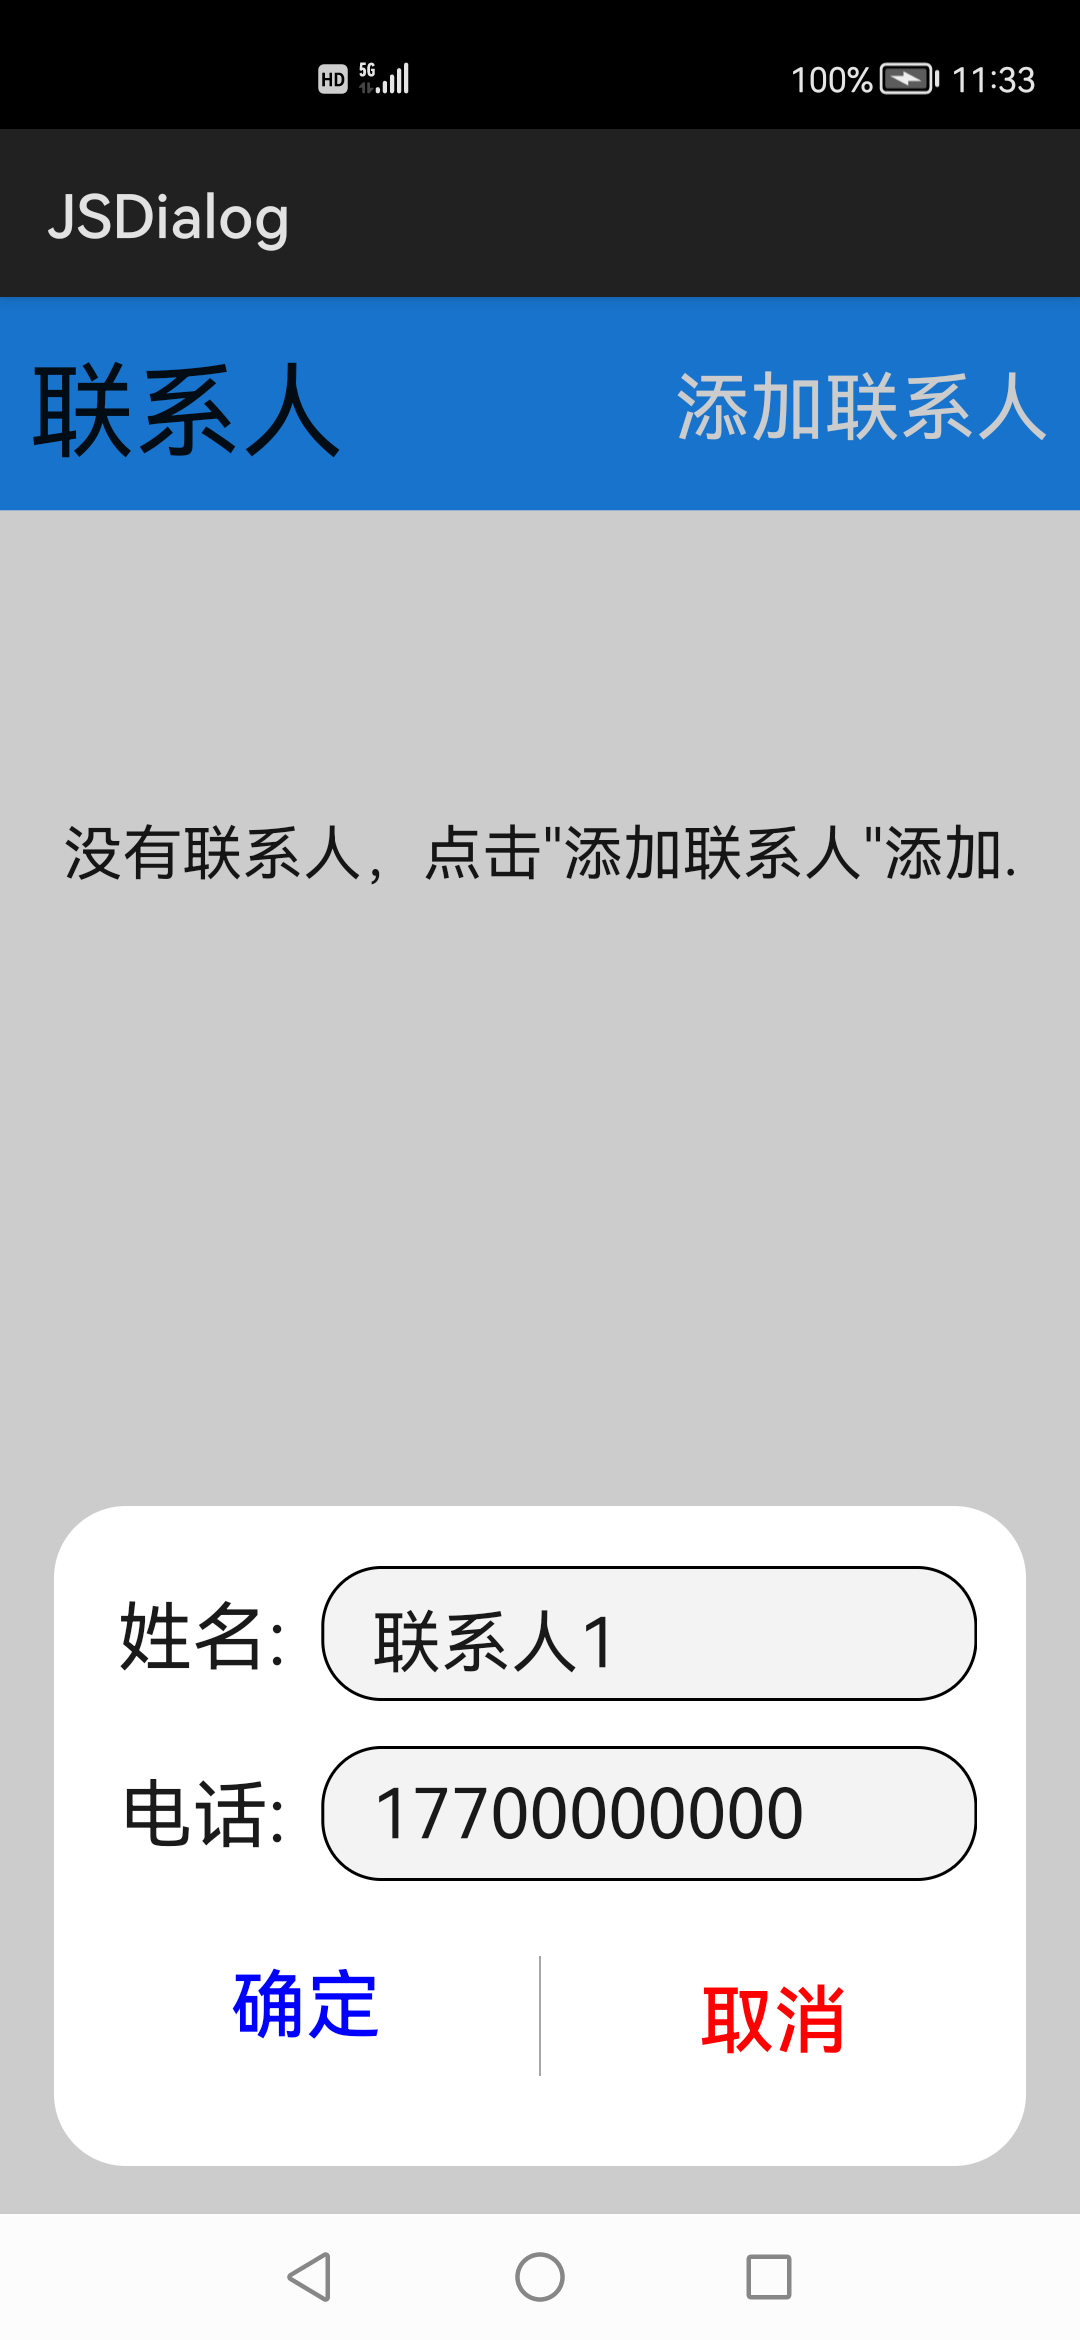 HD 5G 100% 11:33
JSDialog
联系人 添加联系人
没有联系人，点击"添加联系人"添加.
姓名: 联系人1
电话: 17700000000
确定 取消